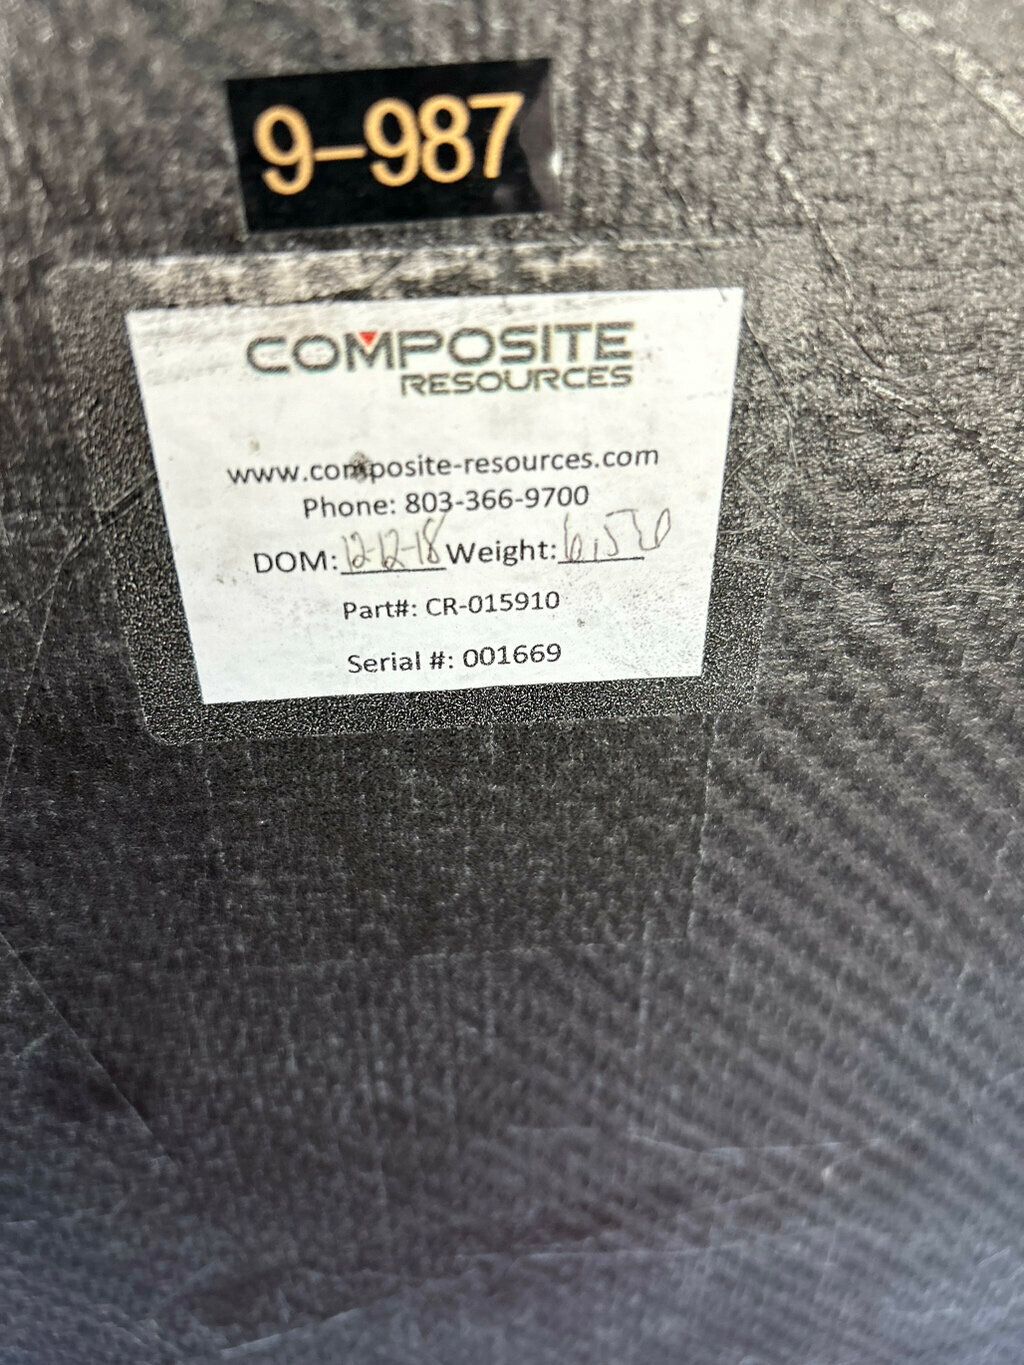 9-987
COMPOSITE
RESOURCES
www.composite-resources.com
Phone: 803-366-9700
DOM: 12-12-18 Weight:
Part#: CR-015910
Serial #: 001669